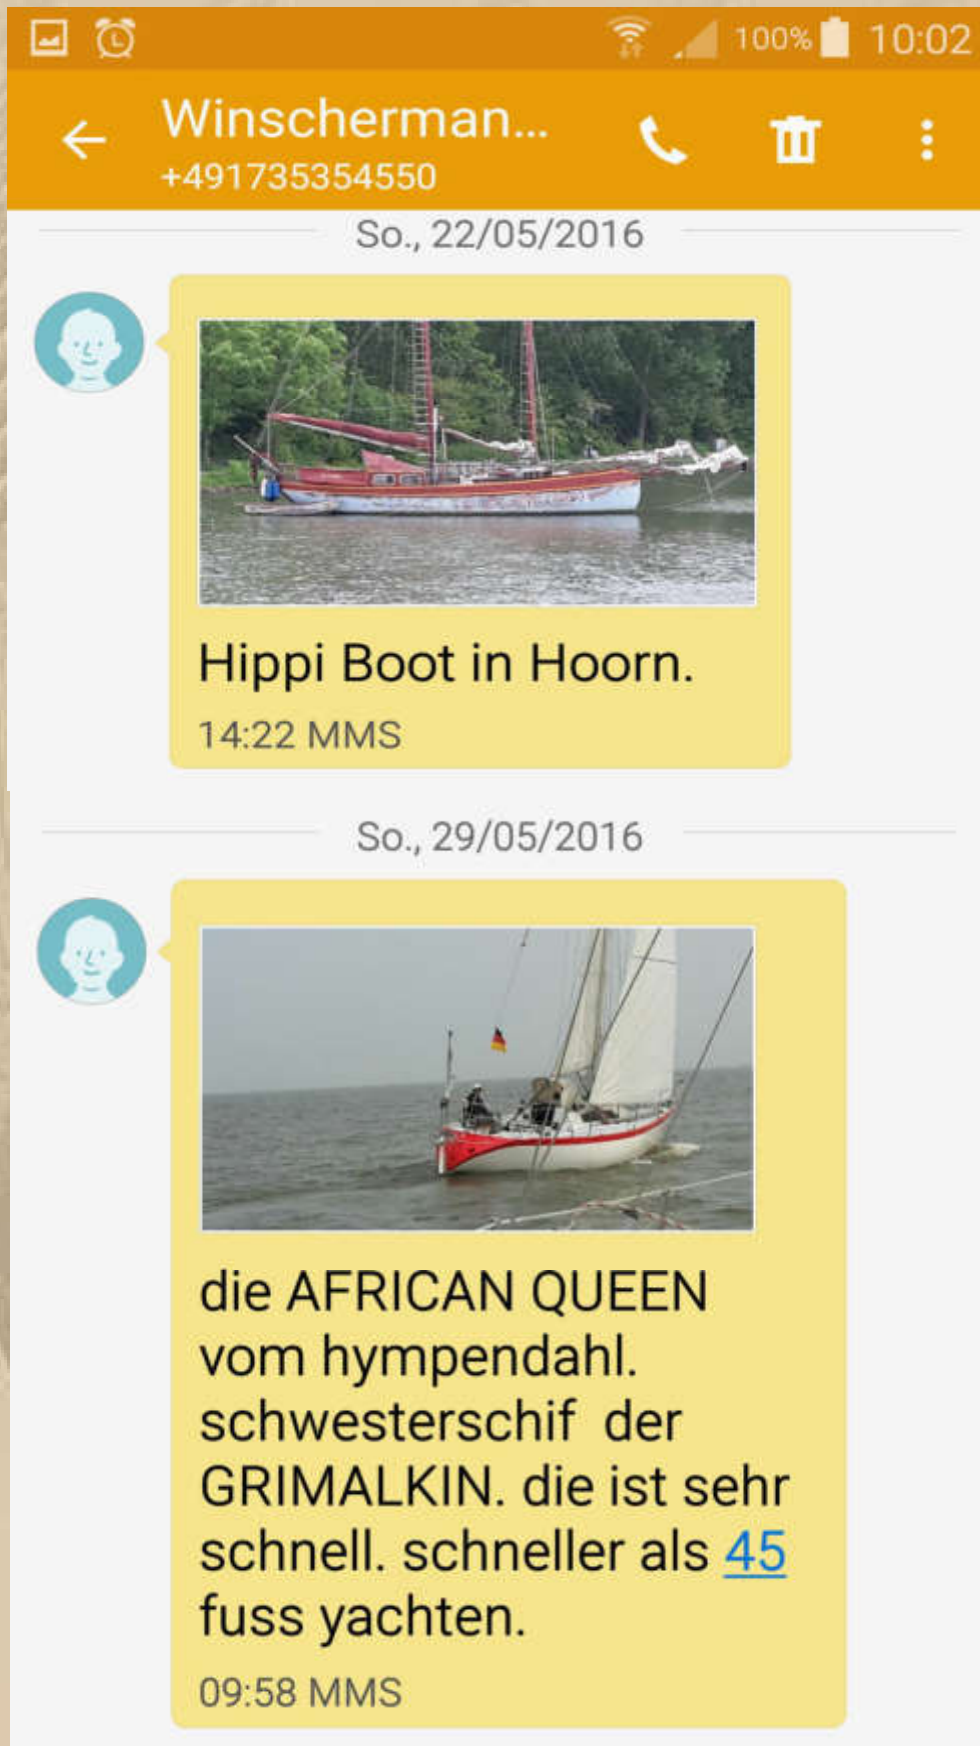 100% 10:02
Winscherman...
+491735354550
So., 22/05/2016
Hippi Boot in Hoorn.
14:22 MMS
So., 29/05/2016
die AFRICAN QUEEN
vom hympendahl.
schwesterschif der
GRIMALKIN. die ist sehr
schnell. schneller als 45
fuss yachten.
09:58 MMS